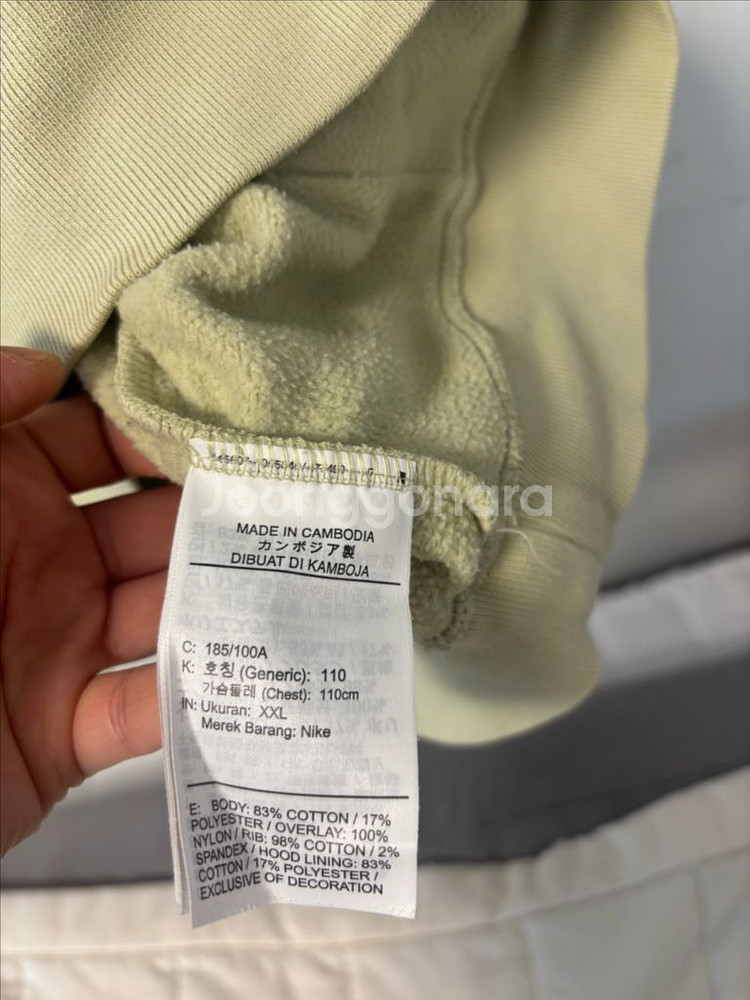 Joonggonara
MADE IN CAMBODIA
カンボジア製
DIBUAT DI KAMBOJA
C: 185/100A
K: 호칭 (Generic): 110
가슴둘레 (Chest): 110cm
IN: Ukuran: XXL
Merek Barang: Nike
E: BODY: 83% COTTON / 17%
POLYESTER / OVERLAY: 100%
NYLON / RIB: 98% COTTON / 2%
SPANDEX / HOOD LINING: 83%
COTTON / 17% POLYESTER /
EXCLUSIVE OF DECORATION